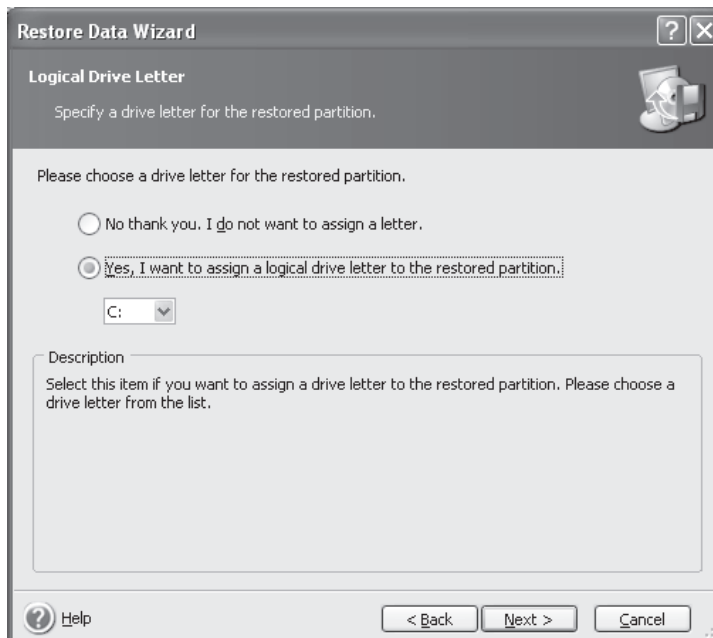 Restore Data Wizard
Logical Drive Letter
Specify a drive letter for the restored partition.
Please choose a drive letter for the restored partition.
No thank you. I do not want to assign a letter.
Yes, I want to assign a logical drive letter to the restored partition.
C:
Description
Select this item if you want to assign a drive letter to the restored partition. Please choose a
drive letter from the list.
? Help
< Back
Next >
Cancel